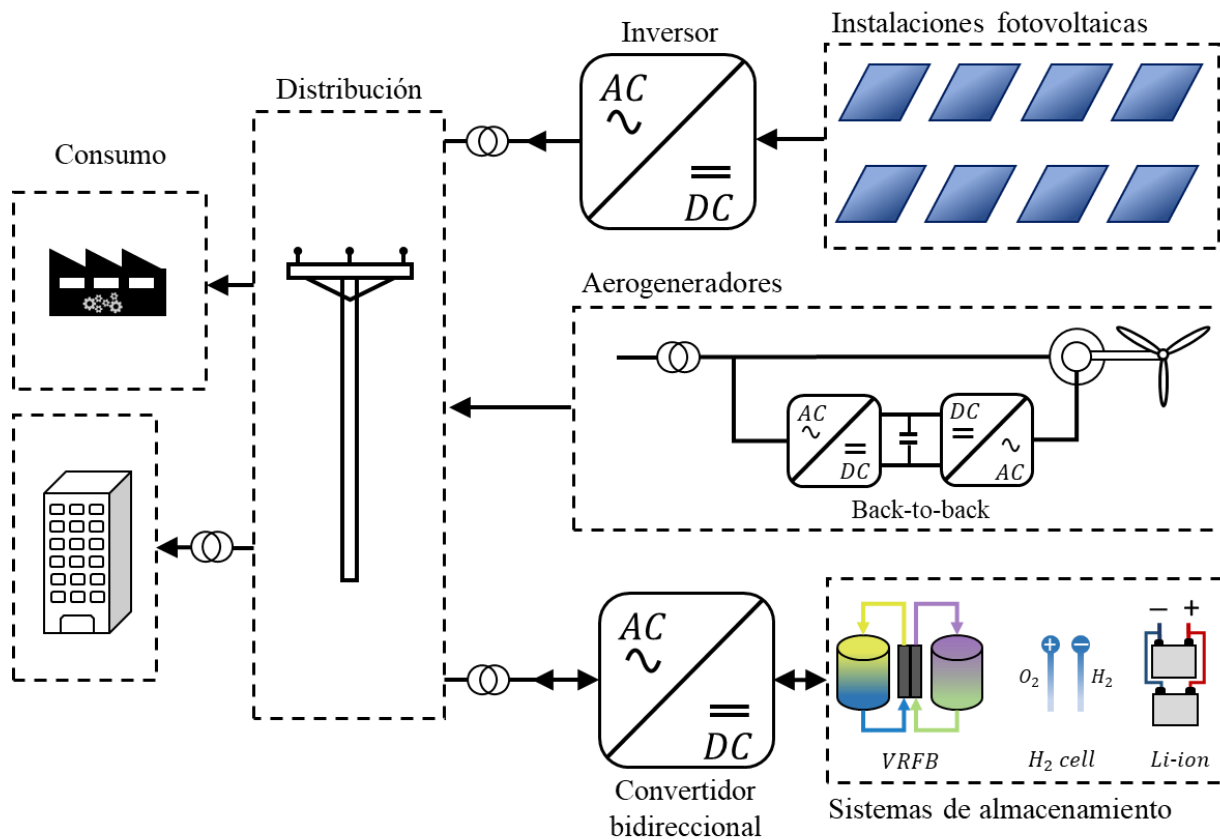 Instalaciones fotovoltaicas
Inversor
AC
DC
Distribución
Consumo
Aerogeneradores
AC
DC
DC
AC
Back-to-back
AC
DC
Convertidor
bidireccional
− +
+ −
O₂ H₂
VRFB H₂ cell Li-ion
Sistemas de almacenamiento